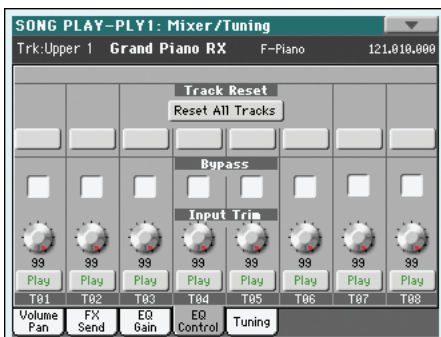 SONG PLAY-PLY1: Mixer/Tuning
Trk:Upper 1 Grand Piano RX F-Piano 121.010.000
Track Reset
Reset All Tracks
Bypass
Input Trim
99 99 99 99 99 99 99 99
Play Play Play Play Play Play Play Play
T01 T02 T03 T04 T05 T06 T07 T08
Volume Pan FX Send EQ Gain EQ Control Tuning